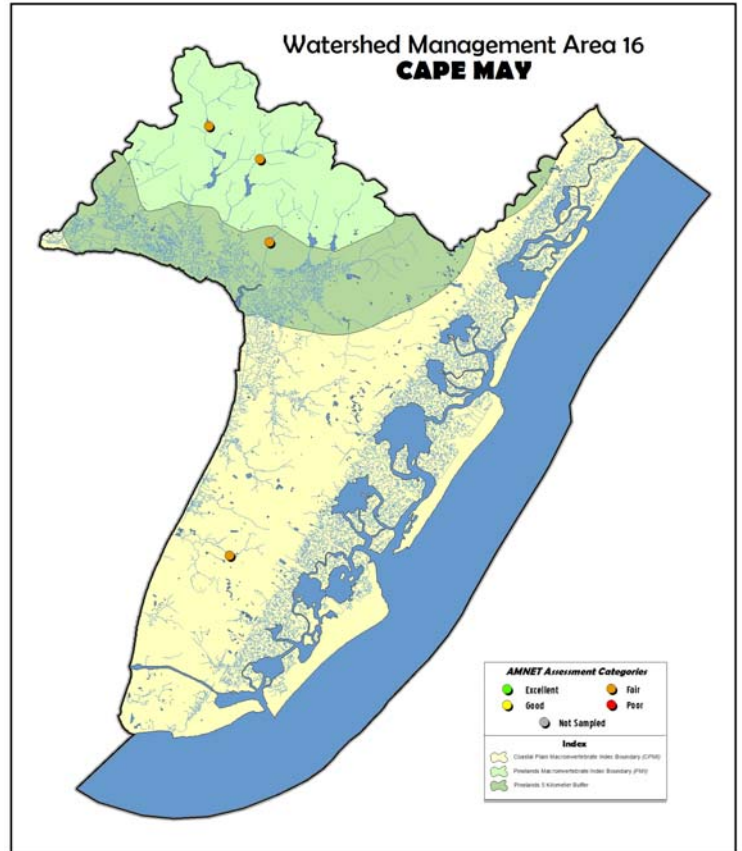 Watershed Management Area 16
CAPE MAY
AMNET Assessment Categories
Excellent Fair
Good Poor
Not Sampled
Index
Coastal Plain Macroinvertebrate Index Boundary (CPMI)
Pinelands Macroinvertebrate Index Boundary (PMI)
Pinelands 5 Kilometer Buffer